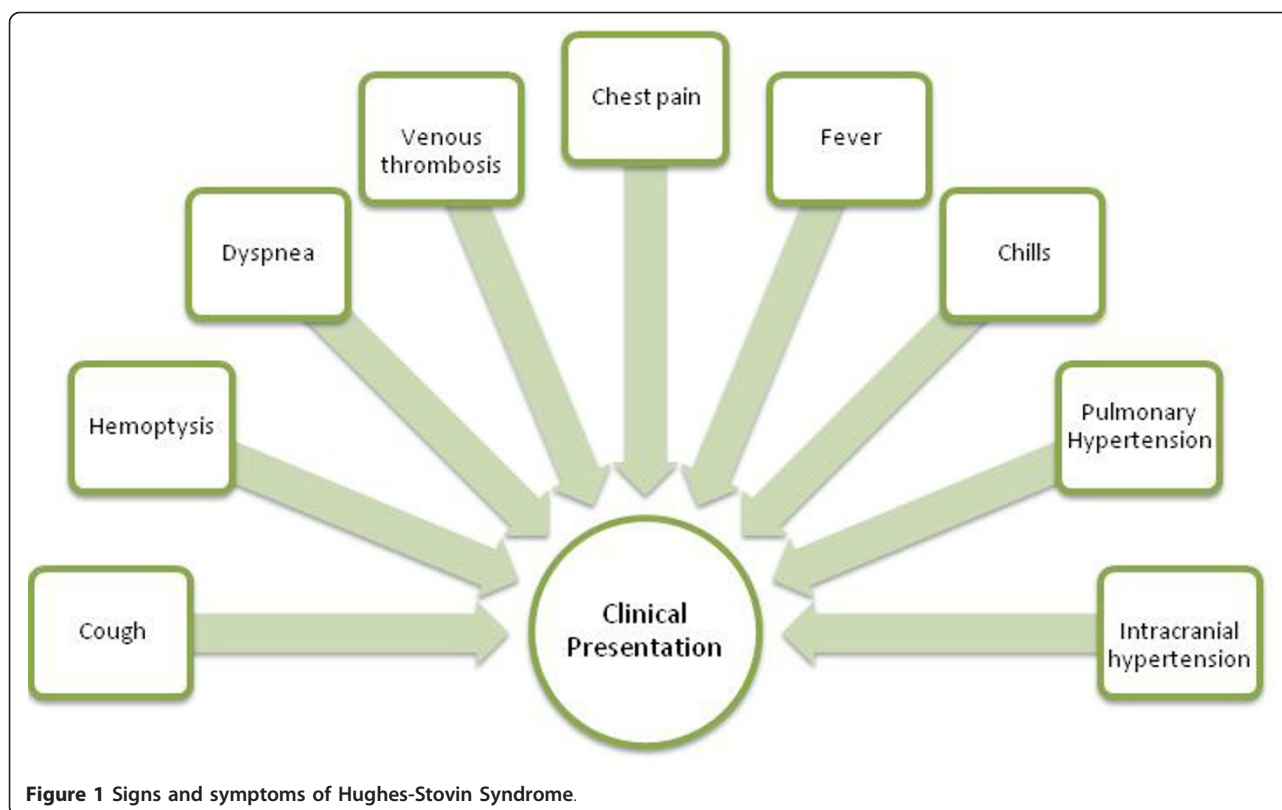 Chest pain
Venous
thrombosis
Fever
Dyspnea
Chills
Hemoptysis
Pulmonary
Hypertension
Cough
Clinical
Presentation
Intracranial
hypertension
Figure 1 Signs and symptoms of Hughes-Stovin Syndrome.